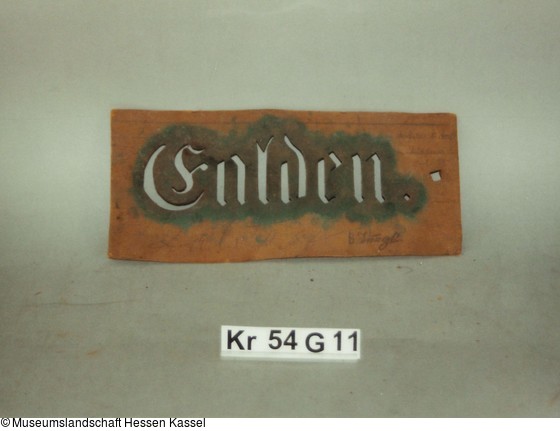 Calden.
Kr 54 G 11
©Museumslandschaft Hessen Kassel